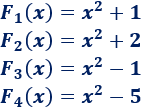 F₁(x) = x² + 1
F₂(x) = x² + 2
F₃(x) = x² − 1
F₄(x) = x² − 5